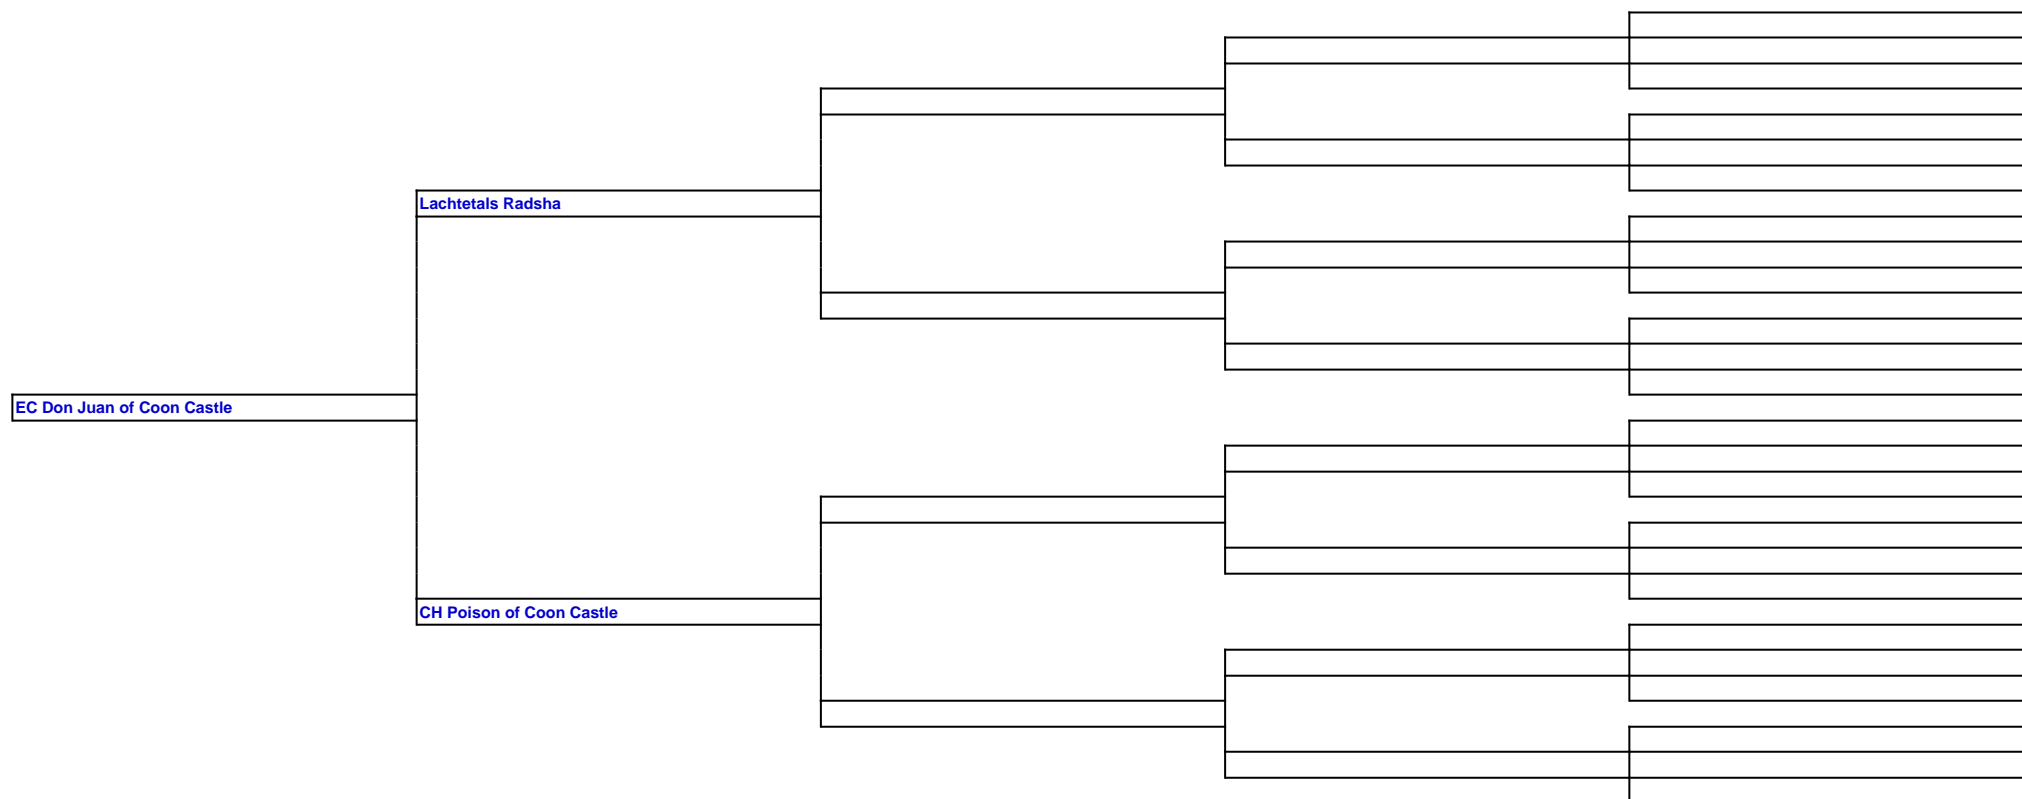 Lachtetals Radsha
EC Don Juan of Coon Castle
CH Poison of Coon Castle